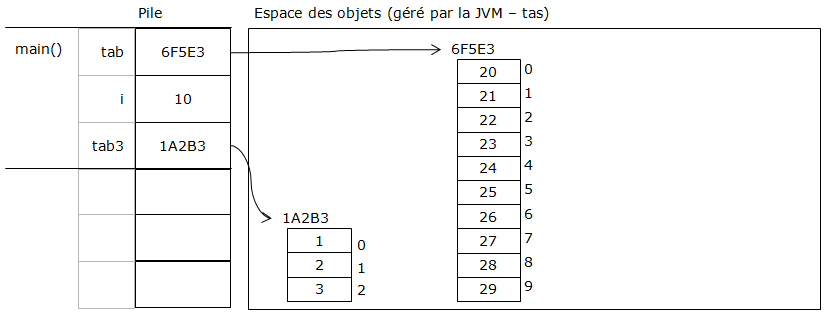 Pile
Espace des objets (géré par la JVM – tas)
main()
tab
6F5E3
i
10
tab3
1A2B3
6F5E3
20 0
21 1
22 2
23 3
24 4
25 5
26 6
27 7
28 8
29 9
1A2B3
1 0
2 1
3 2